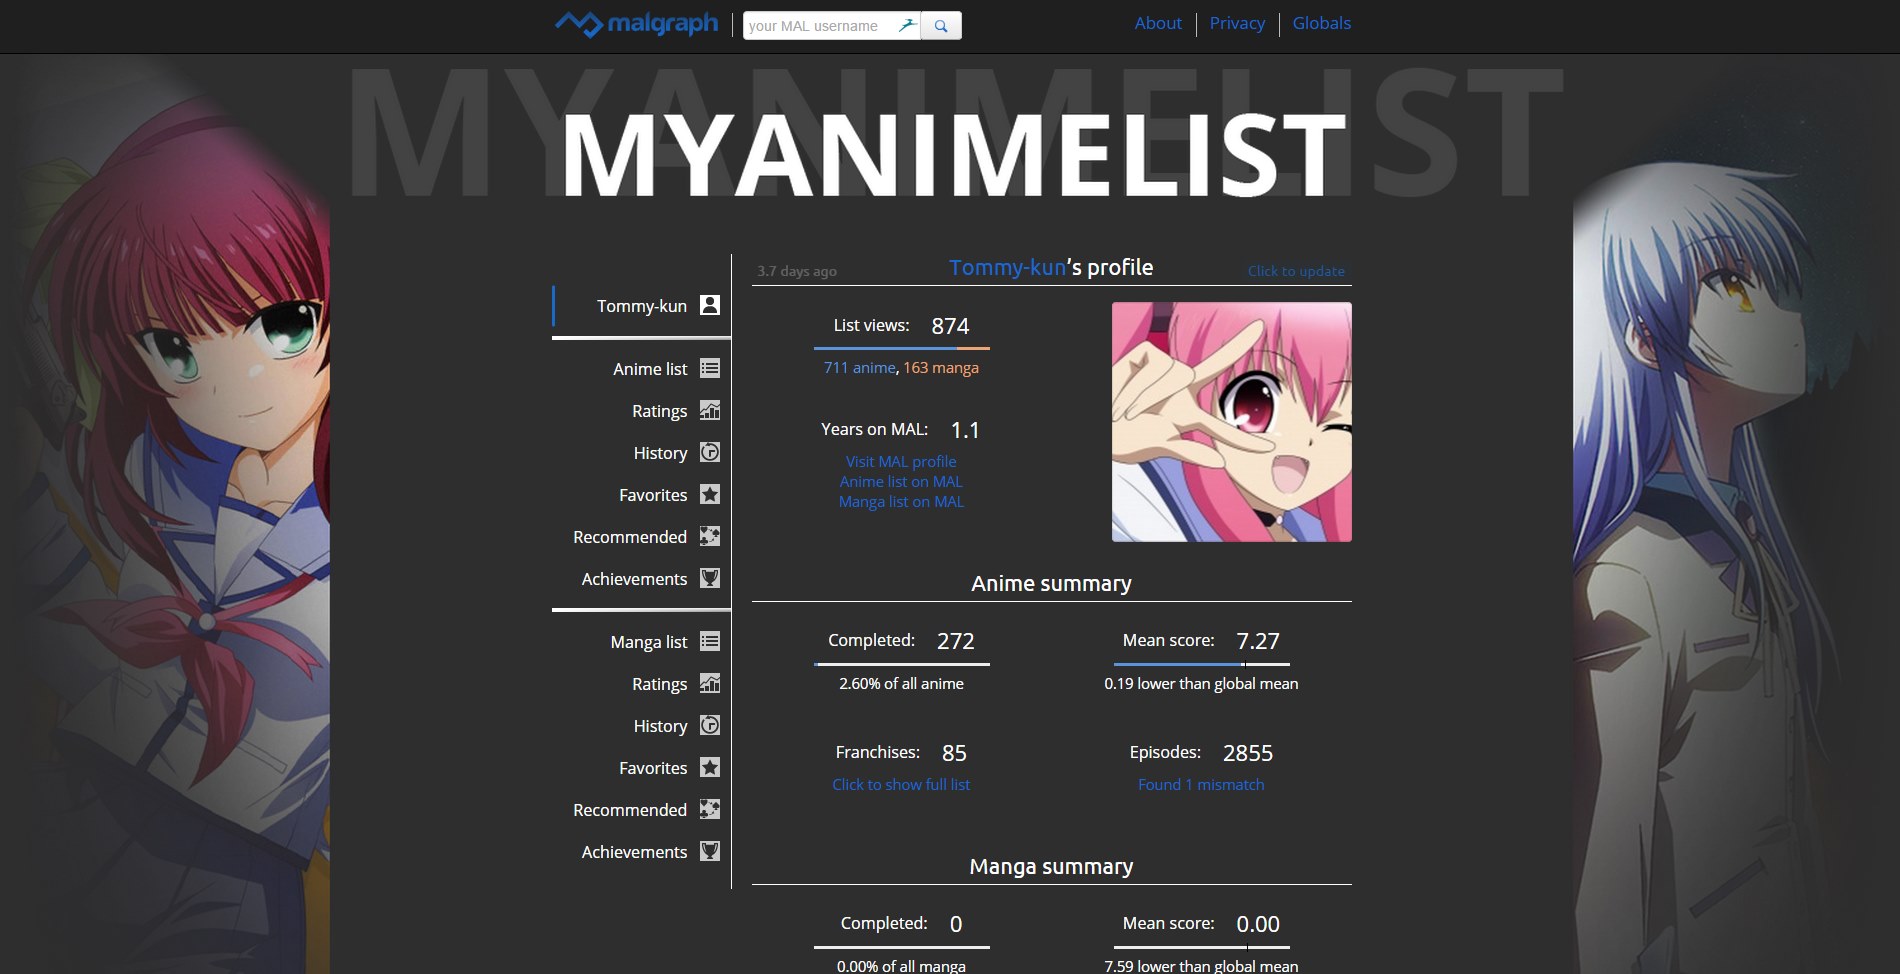 malgraph
your MAL username
About
Privacy
Globals
MYANIMELIST
MYANIMELIST
3.7 days ago
Tommy-kun's profile
Click to update
Tommy-kun
Anime list
Ratings
History
Favorites
Recommended
Achievements
Manga list
Ratings
History
Favorites
Recommended
Achievements
List views: 874
711 anime, 163 manga
Years on MAL: 1.1
Visit MAL profile
Anime list on MAL
Manga list on MAL
Anime summary
Completed: 272
2.60% of all anime
Mean score: 7.27
0.19 lower than global mean
Franchises: 85
Click to show full list
Episodes: 2855
Found 1 mismatch
Manga summary
Completed: 0
0.00% of all manga
Mean score: 0.00
7.59 lower than global mean